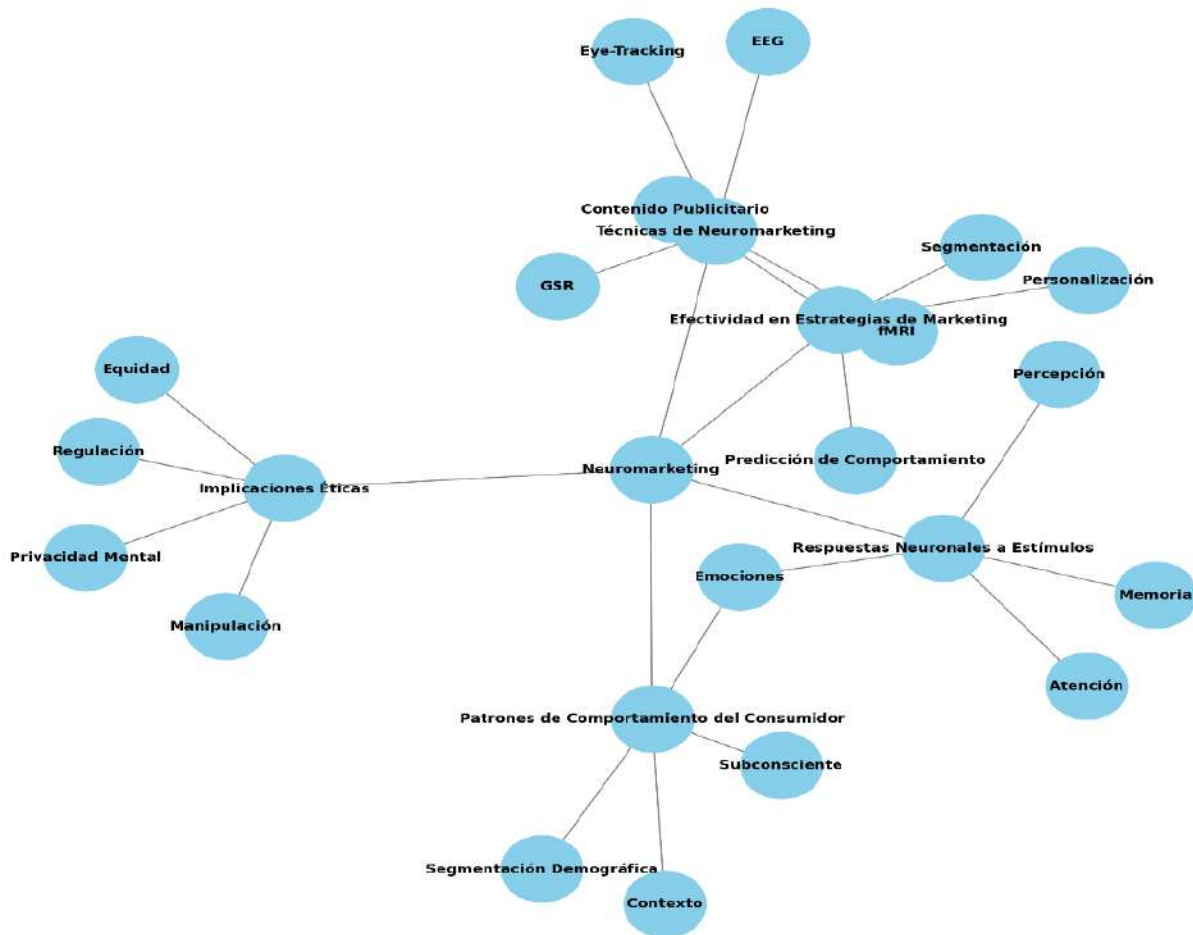 EEG
Eye-Tracking
Contenido Publicitario
Técnicas de Neuromarketing
Segmentación
Personalización
GSR
Efectividad en Estrategias de Marketing
fMRI
Equidad
Percepción
Regulación
Predicción de Comportamiento
Neuromarketing
Implicaciones Éticas
Respuestas Neuronales a Estímulos
Privacidad Mental
Emociones
Memoria
Manipulación
Atención
Patrones de Comportamiento del Consumidor
Subconsciente
Segmentación Demográfica
Contexto